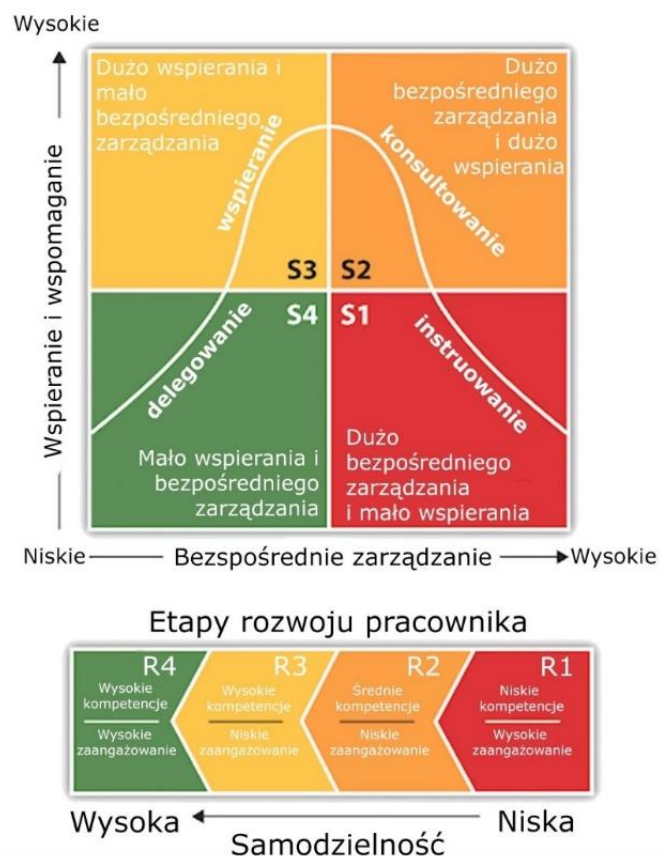 Wysokie
Dużo wspierania i
mało
bezpośredniego
zarządzania
Dużo
bezpośredniego
zarządzania
i dużo
wspierania
wspieranie
konsultowanie
S3
S2
Wspieranie i wspomaganie
S4
S1
delegowanie
instruowanie
Mało wspierania i
bezpośredniego
zarządzania
Dużo
bezpośredniego
zarządzania
i mało wspierania
Niskie
Bezspośrednie zarządzanie
Wysokie
Etapy rozwoju pracownika
R4
Wysokie
kompetencje
Wysokie
zaangażowanie
R3
Wysokie
kompetencje
Niskie
zaangażowanie
R2
Średnie
kompetencje
Niskie
zaangażowanie
R1
Niskie
kompetencje
Wysokie
zaangażowanie
Wysoka
Niska
Samodzielność